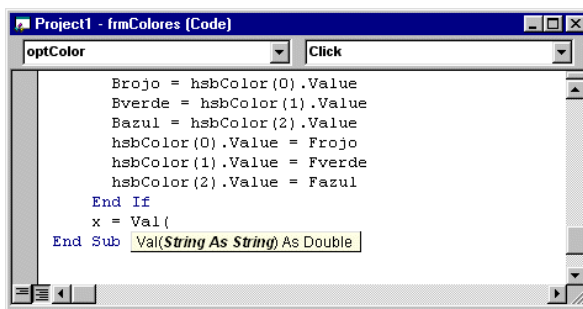 Project1 - frmColores (Code)
optColor Click
Brojo = hsbColor(0).Value
Bverde = hsbColor(1).Value
Bazul = hsbColor(2).Value
hsbColor(0).Value = Frojo
hsbColor(1).Value = Fverde
hsbColor(2).Value = Fazul
End If
x = Val(
End Sub Val(String As String) As Double